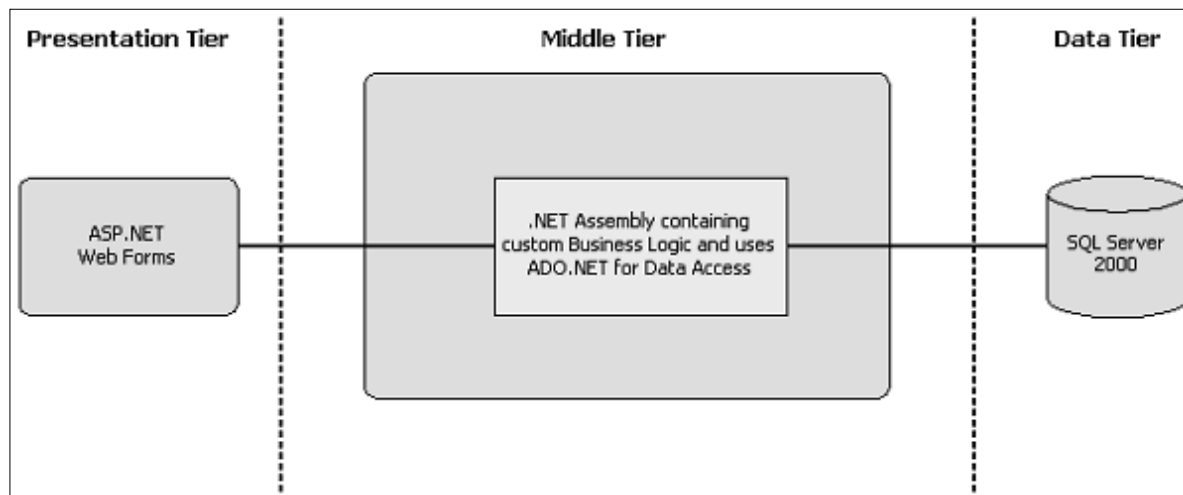 Presentation Tier
Middle Tier
Data Tier
ASP.NET
Web Forms
.NET Assembly containing
custom Business Logic and uses
ADO.NET for Data Access
SQL Server
2000